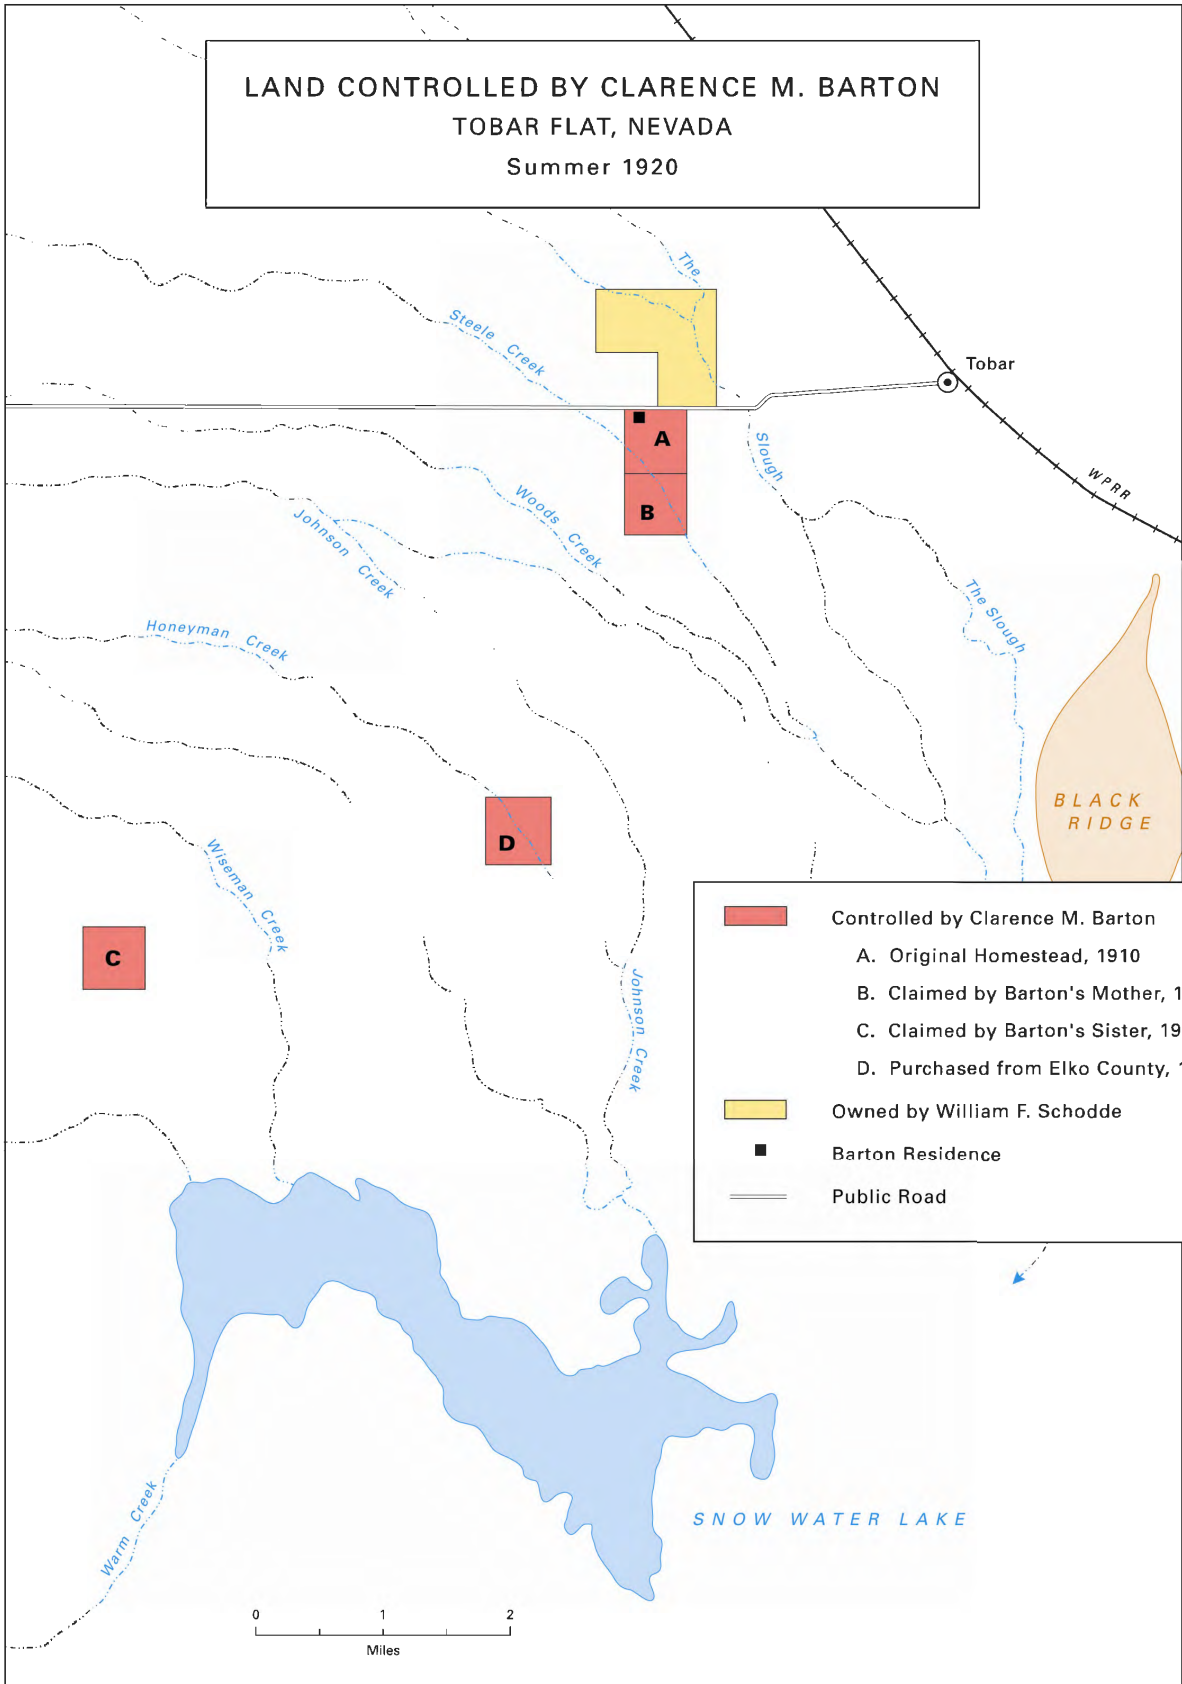 LAND CONTROLLED BY CLARENCE M. BARTON
TOBAR FLAT, NEVADA
Summer 1920
The
Steele Creek
Tobar
A
Slough
WPRR
B
Woods Creek
Johnson Creek
The Slough
Honeyman Creek
BLACK
RIDGE
D
Wiseman Creek
C
Johnson Creek
Controlled by Clarence M. Barton
A. Original Homestead, 1910
B. Claimed by Barton's Mother, 1
C. Claimed by Barton's Sister, 19
D. Purchased from Elko County, 1
Owned by William F. Schodde
Barton Residence
Public Road
Warm Creek
SNOW WATER LAKE
0 1 2
Miles